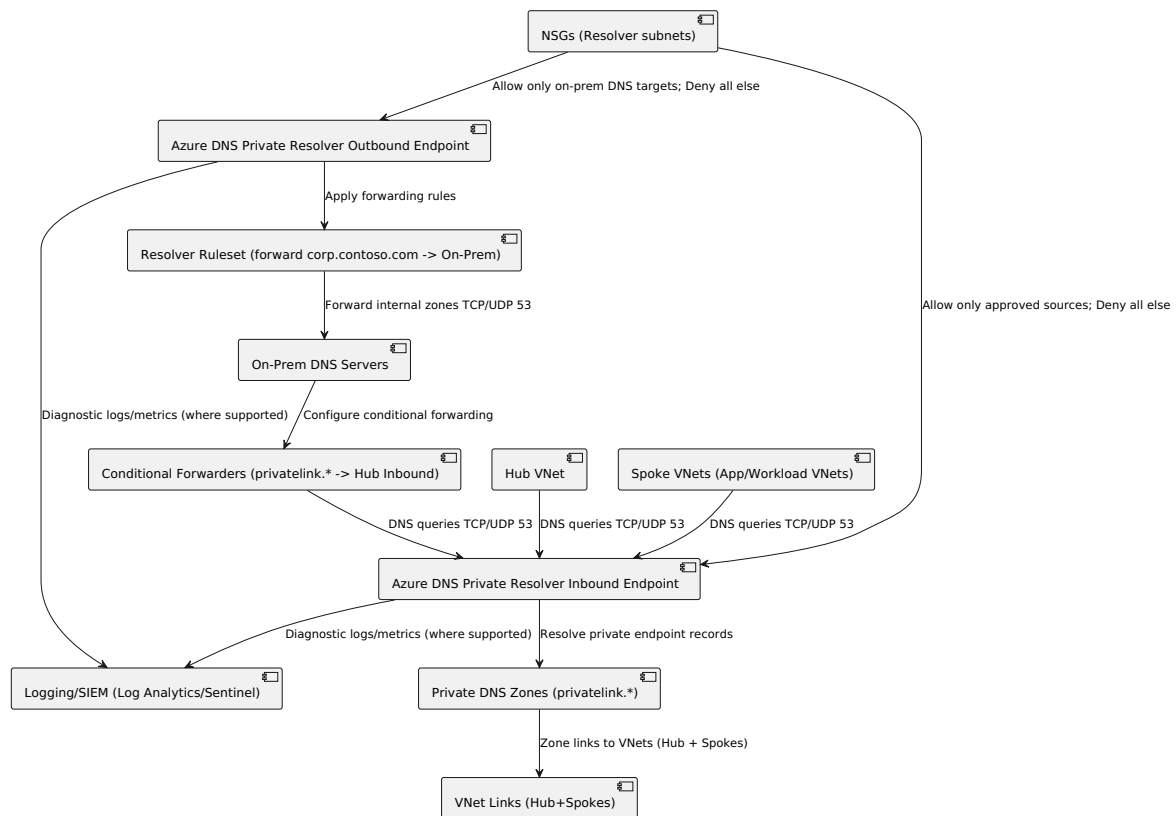 NSGs (Resolver subnets)
Allow only on-prem DNS targets; Deny all else
Azure DNS Private Resolver Outbound Endpoint
Apply forwarding rules
Resolver Ruleset (forward corp.contoso.com -> On-Prem)
Forward internal zones TCP/UDP 53
Allow only approved sources; Deny all else
On-Prem DNS Servers
Diagnostic logs/metrics (where supported)
Configure conditional forwarding
Conditional Forwarders (privatelink.* -> Hub Inbound)
Hub VNet
Spoke VNets (App/Workload VNets)
DNS queries TCP/UDP 53
DNS queries TCP/UDP 53
DNS queries TCP/UDP 53
Azure DNS Private Resolver Inbound Endpoint
Diagnostic logs/metrics (where supported)
Resolve private endpoint records
Logging/SIEM (Log Analytics/Sentinel)
Private DNS Zones (privatelink.*)
Zone links to VNets (Hub + Spokes)
VNet Links (Hub+Spokes)